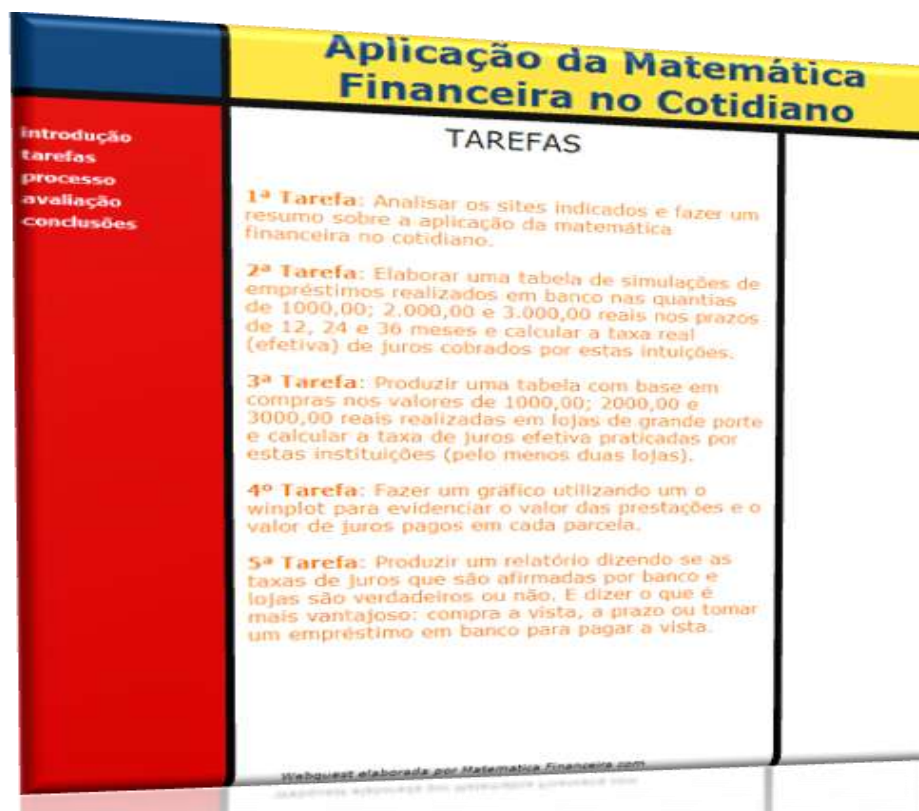 Aplicação da Matemática
Financeira no Cotidiano
introdução
tarefas
processo
avaliação
conclusões
TAREFAS
1ª Tarefa: Analisar os sites indicados e fazer um
resumo sobre a aplicação da matemática
financeira no cotidiano.
2ª Tarefa: Elaborar uma tabela de simulações de
empréstimos realizados em banco nas quantias
de 1000,00; 2.000,00 e 3.000,00 reais nos prazos
de 12, 24 e 36 meses e calcular a taxa real
(efetiva) de juros cobrados por estas intuições.
3ª Tarefa: Produzir uma tabela com base em
compras nos valores de 1000,00; 2000,00 e
3000,00 reais realizadas em lojas de grande porte
e calcular a taxa de juros efetiva praticadas por
estas instituições (pelo menos duas lojas).
4º Tarefa: Fazer um gráfico utilizando um o
winplot para evidenciar o valor das prestações e o
valor de juros pagos em cada parcela.
5ª Tarefa: Produzir um relatório dizendo se as
taxas de juros que são afirmadas por banco e
lojas são verdadeiros ou não. E dizer o que é
mais vantajoso: compra a vista, a prazo ou tomar
um empréstimo em banco para pagar a vista.
Webquest elaborada por Matematica Financeira.com